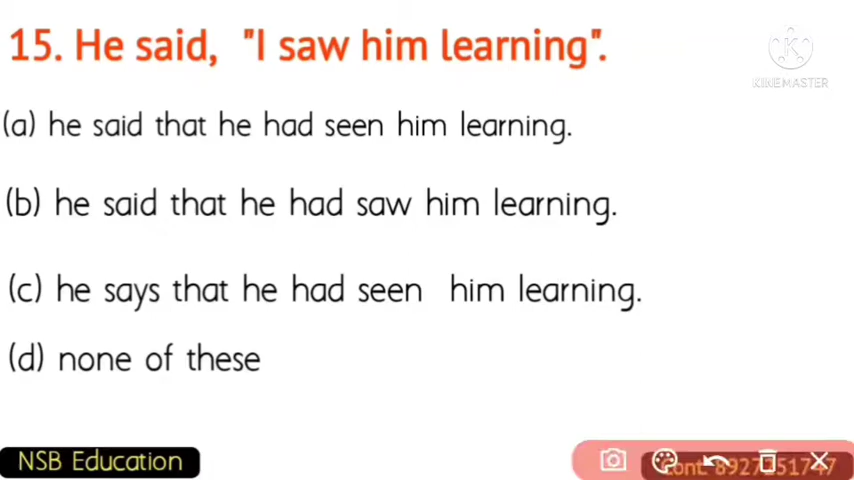 15. He said, "I saw him learning".
KINEMASTER
(a) he said that he had seen him learning.
(b) he said that he had saw him learning.
(c) he says that he had seen him learning.
(d) none of these
NSB Education